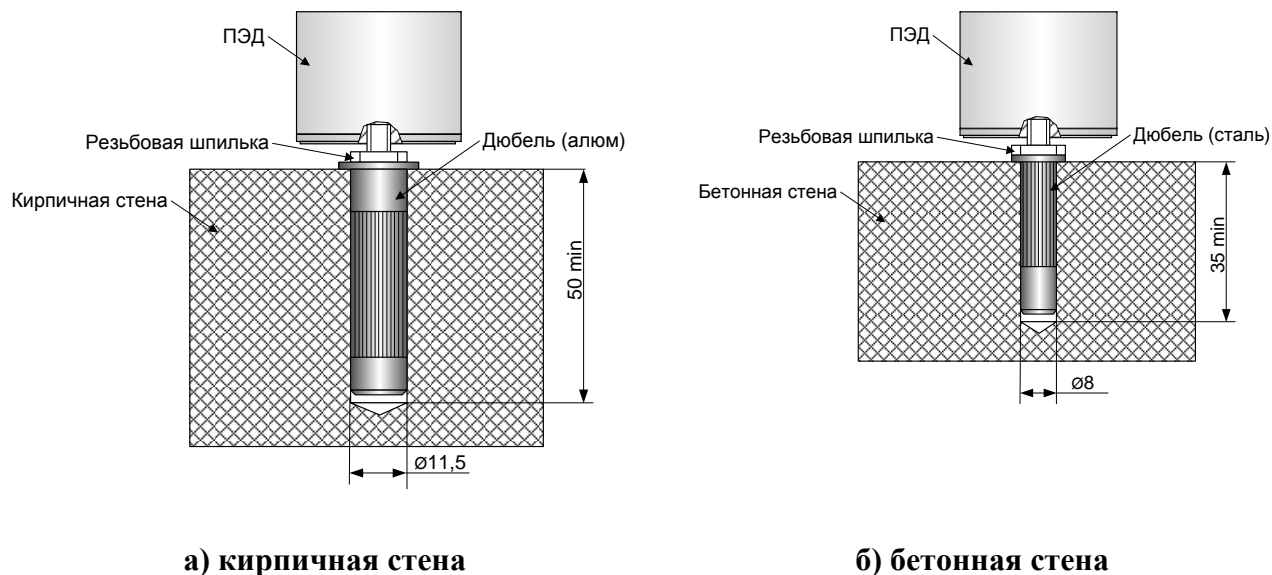 ПЭД
Резьбовая шпилька
Дюбель (алюм)
Кирпичная стена
50 min
Ø11,5
а) кирпичная стена
ПЭД
Резьбовая шпилька
Дюбель (сталь)
Бетонная стена
35 min
Ø8
б) бетонная стена